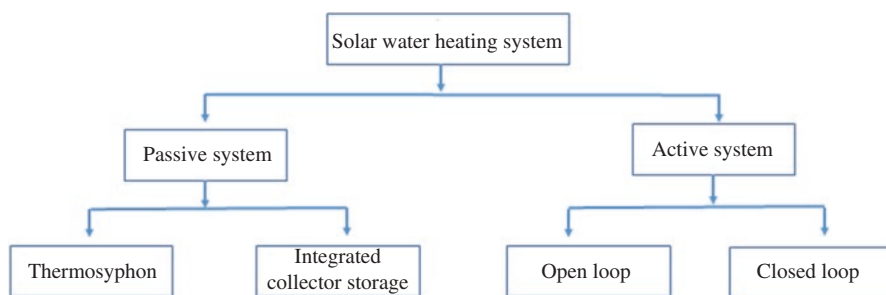 Solar water heating system
Passive system
Active system
Thermosyphon
Integrated
collector storage
Open loop
Closed loop